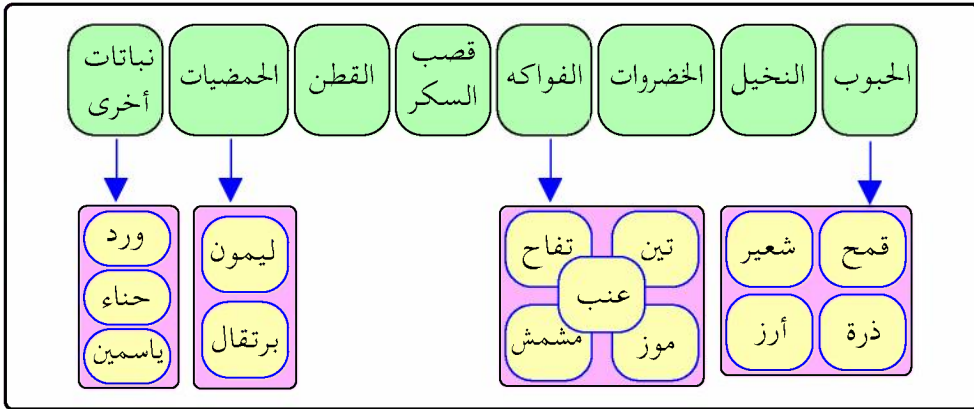 الحبوب
النخيل
الخضروات
الفواكه
قصب
السكر
القطن
الحمضيات
نباتات
أخرى
قمح
شعير
ذرة
أرز
تين
تفاح
عنب
موز
مشمش
ليمون
برتقال
ورد
حناء
ياسمين